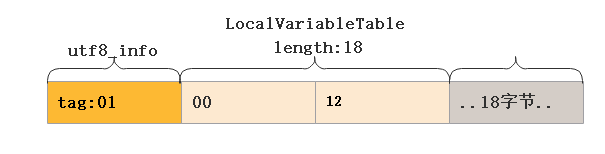 LocalVariableTable
utf8_info
length:18
tag:01
00
12
..18字节..